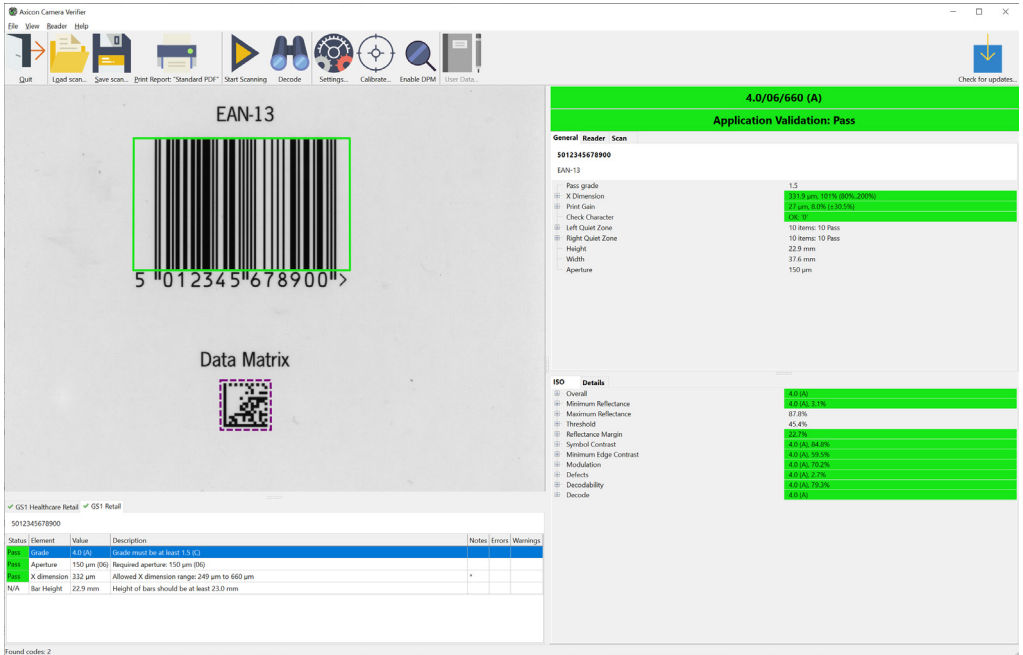 Axicon Camera Verifier
File View Reader Help
Quit Load scan... Save scan... Print Report: "Standard PDF" Start Scanning Decode Settings... Calibrate... Enable DPM User Data... Check for updates...
EAN-13
5 "012345"678900">
Data Matrix
✓ GS1 Healthcare Retail ✓ GS1 Retail
5012345678900
Status Element Value Description Notes Errors Warnings
Pass Grade 4.0 (A) Grade must be at least 1.5 (C)
Pass Aperture 150 µm (06) Required aperture: 150 µm (06)
Pass X dimension 332 µm Allowed X dimension range: 249 µm to 660 µm *
N/A Bar Height 22.9 mm Height of bars should be at least 23.0 mm
Found codes: 2
4.0/06/660 (A)
Application Validation: Pass
General Reader Scan
5012345678900
EAN-13
Pass grade 1.5
X Dimension 331.9 µm, 101% (80%..200%)
Print Gain 27 µm, 8.0% (±30.5%)
Check Character OK: '0'
Left Quiet Zone 10 items: 10 Pass
Right Quiet Zone 10 items: 10 Pass
Height 22.9 mm
Width 37.6 mm
Aperture 150 µm
ISO Details
Overall 4.0 (A)
Minimum Reflectance 4.0 (A), 3.1%
Maximum Reflectance 87.8%
Threshold 45.4%
Reflectance Margin 22.7%
Symbol Contrast 4.0 (A), 84.8%
Minimum Edge Contrast 4.0 (A), 59.5%
Modulation 4.0 (A), 70.2%
Defects 4.0 (A), 2.7%
Decodability 4.0 (A), 79.3%
Decode 4.0 (A)